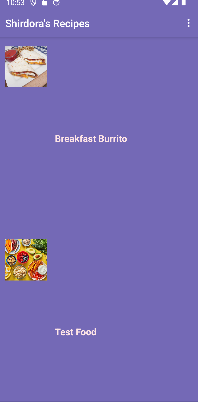 10:53
Shirdora's Recipes
Breakfast Burrito
Test Food